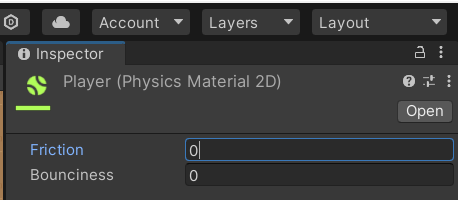 Account Layers Layout
Inspector
Player (Physics Material 2D)
Open
Friction 0
Bounciness 0